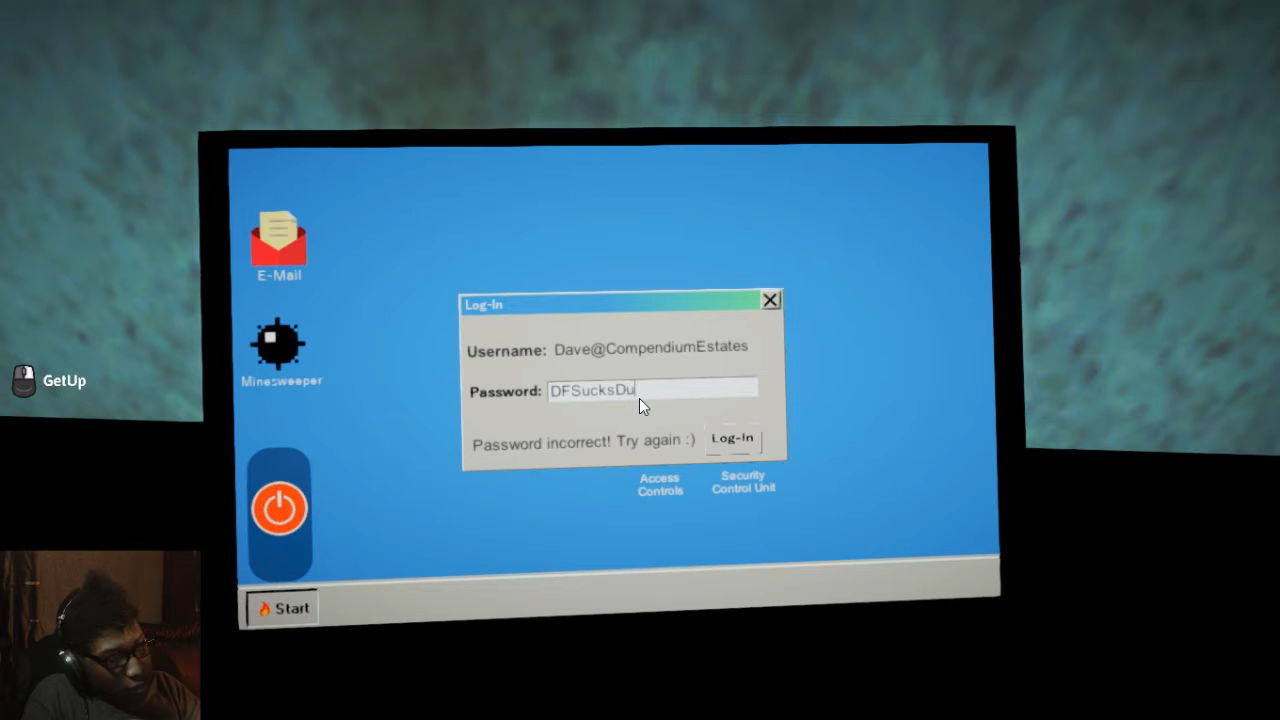 E-Mail
Minesweeper
GetUp
Log-In
Username: Dave@CompendiumEstates
Password: DFSucksDu
Password incorrect! Try again :) Log-In
Access Controls
Security Control Unit
Start